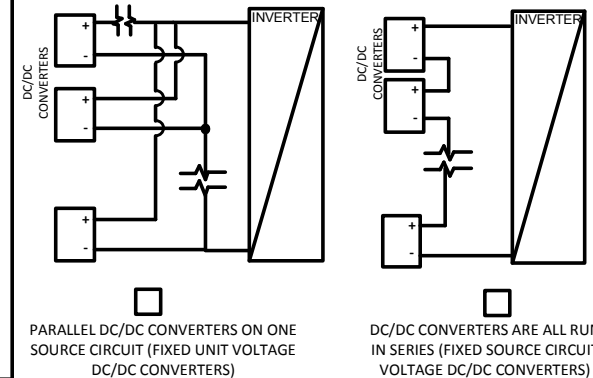 INVERTER
DC/DC
CONVERTERS
+
-
+
-
+
-
PARALLEL DC/DC CONVERTERS ON ONE
SOURCE CIRCUIT (FIXED UNIT VOLTAGE
DC/DC CONVERTERS)
INVERTER
DC/DC
CONVERTERS
+
-
+
-
+
-
DC/DC CONVERTERS ARE ALL RUN
IN SERIES (FIXED SOURCE CIRCUIT
VOLTAGE DC/DC CONVERTERS)